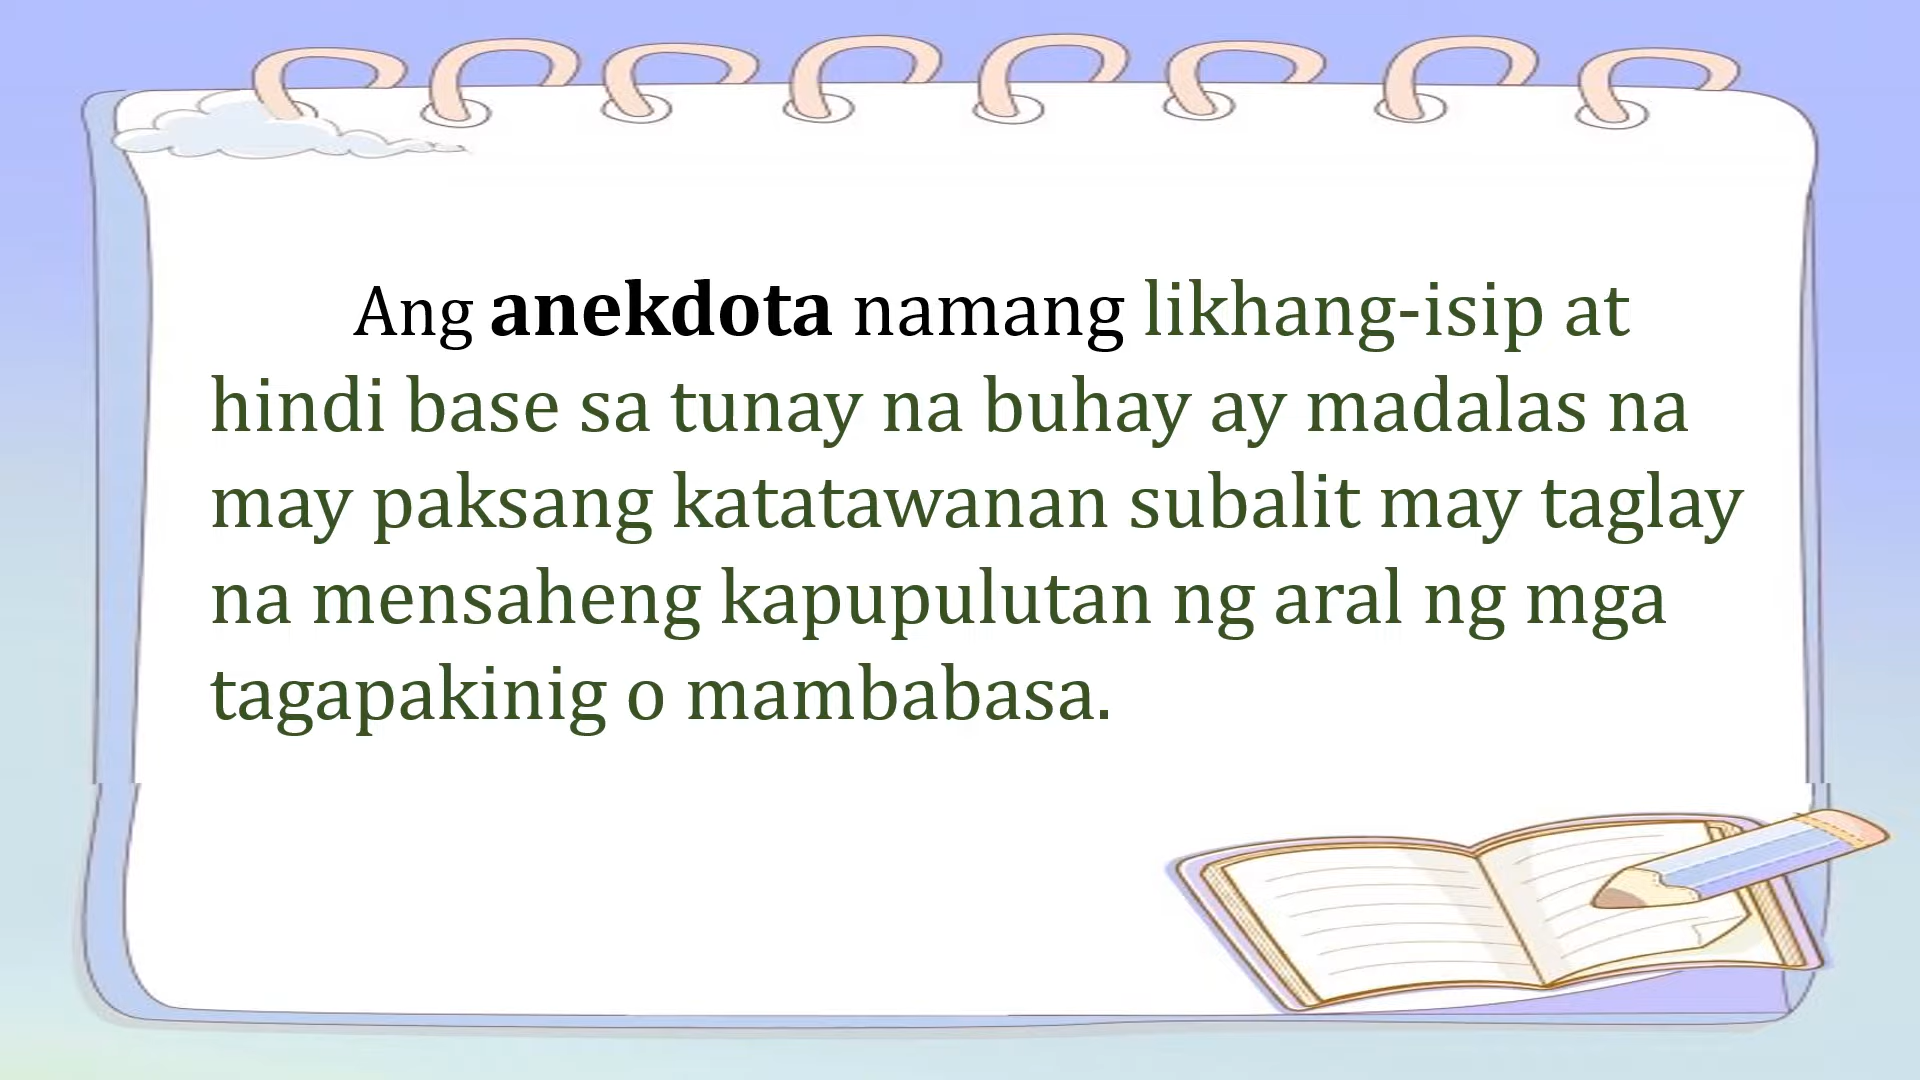 Ang anekdota namang likhang-isip at
hindi base sa tunay na buhay ay madalas na
may paksang katatawanan subalit may taglay
na mensaheng kapupulutan ng aral ng mga
tagapakinig o mambabasa.